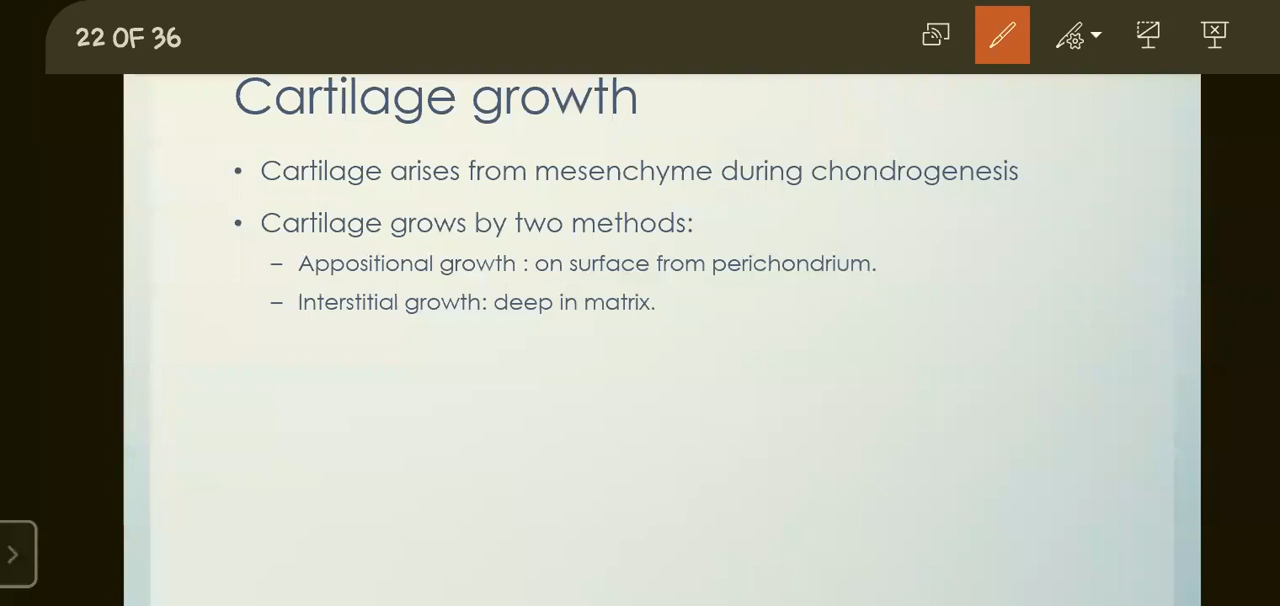 22 OF 36
Cartilage growth
• Cartilage arises from mesenchyme during chondrogenesis
• Cartilage grows by two methods:
– Appositional growth : on surface from perichondrium.
– Interstitial growth: deep in matrix.